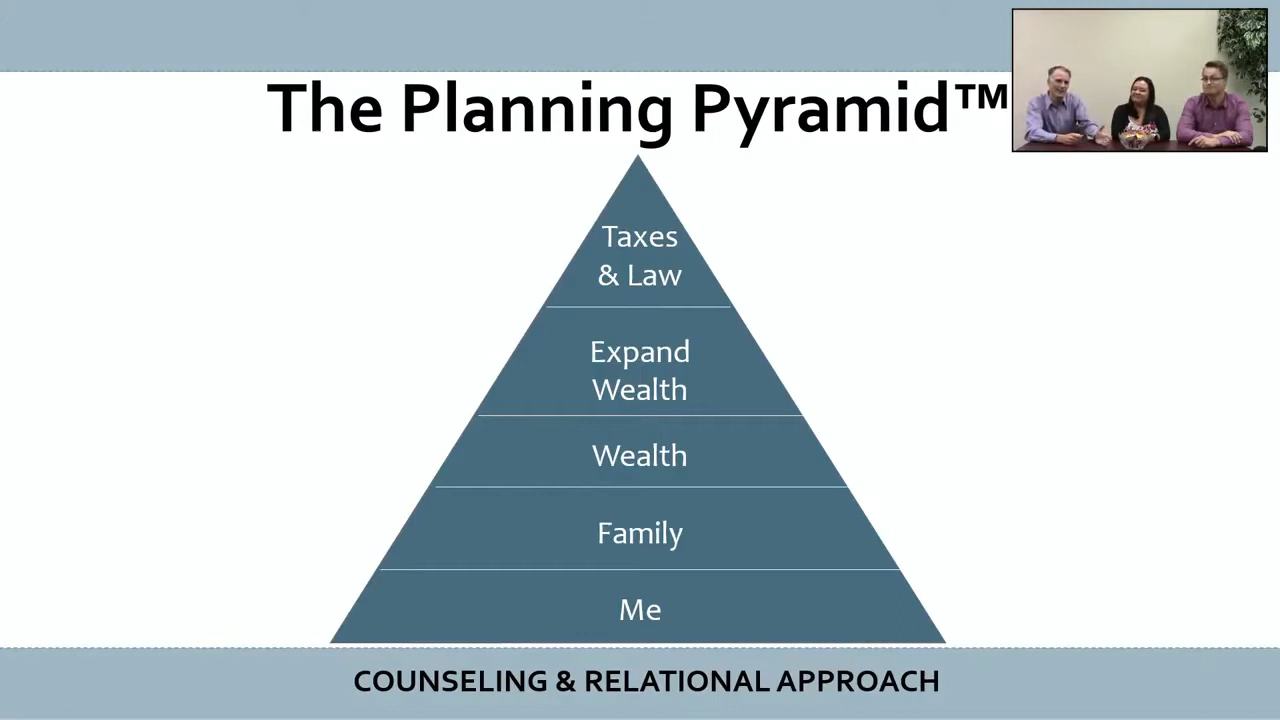 The Planning Pyramid™
Taxes
& Law
Expand
Wealth
Wealth
Family
Me
COUNSELING & RELATIONAL APPROACH